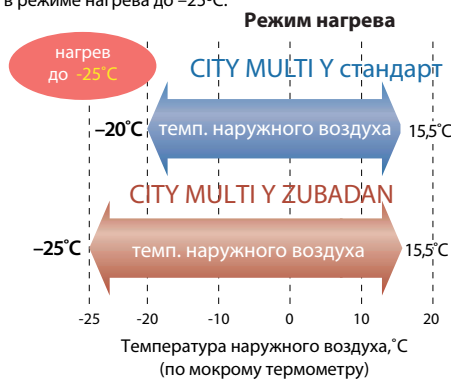 в режиме нагрева до –25˚С.
Режим нагрева
нагрев
до -25˚С
CITY MULTI Y стандарт
–20˚С темп. наружного воздуха 15,5˚С
CITY MULTI Y ZUBADAN
–25˚С темп. наружного воздуха 15,5˚С
-25 -20 -10 0 10 20
Температура наружного воздуха,˚С
(по мокрому термометру)